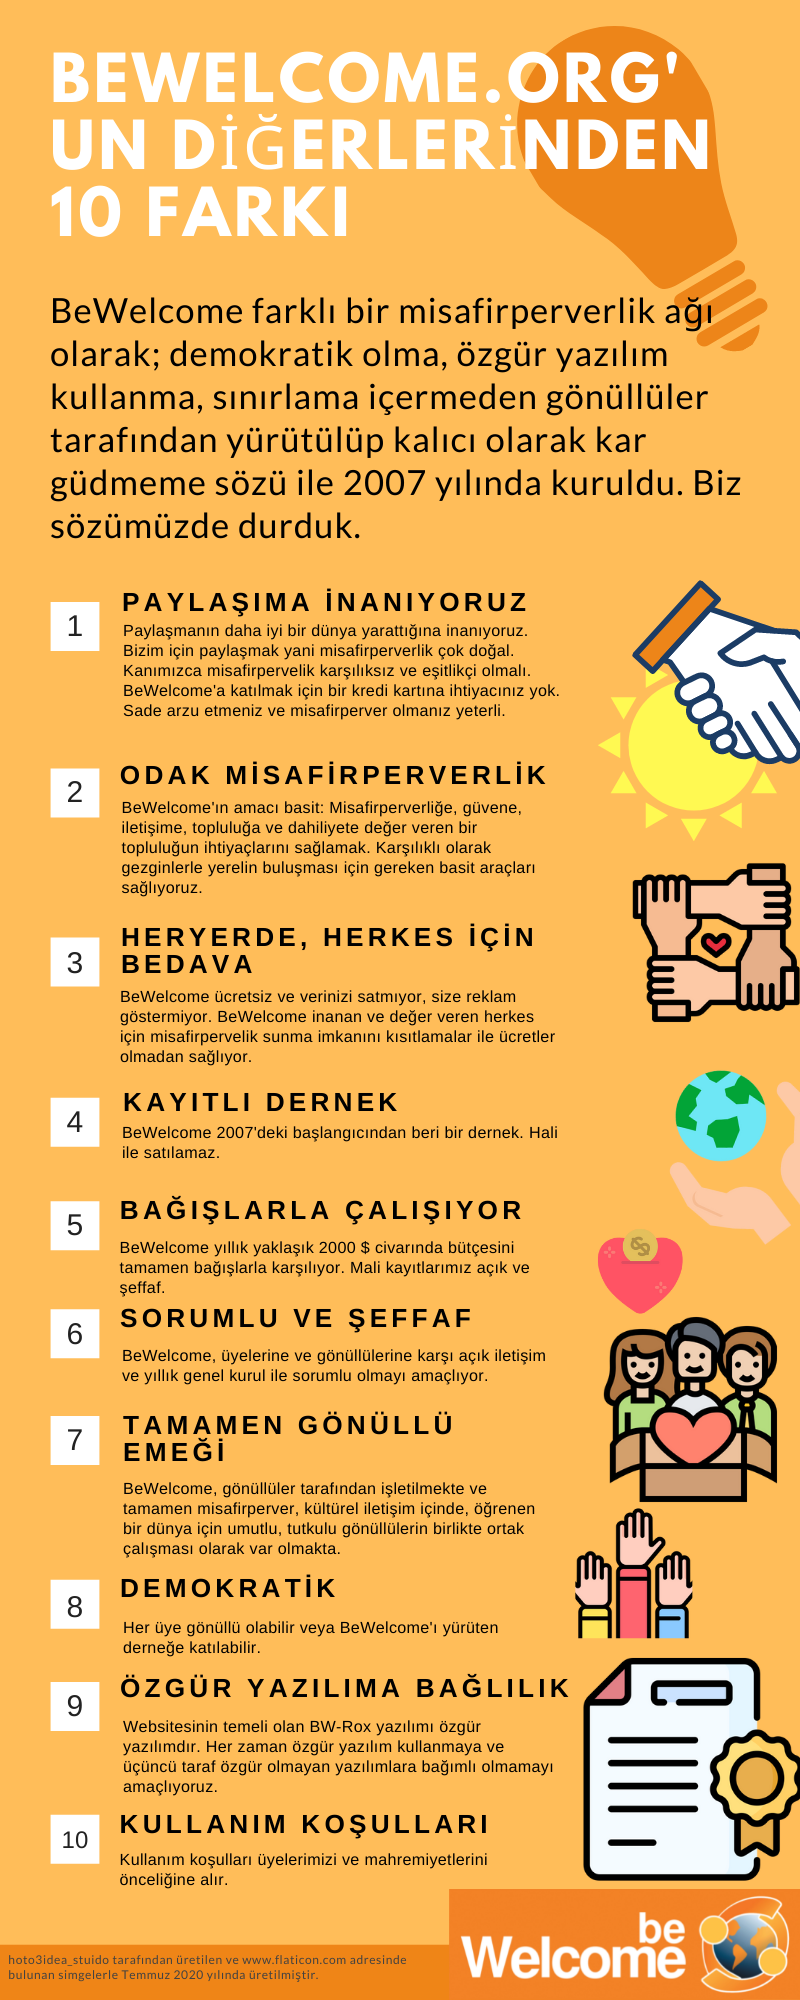 BEWELCOME.ORG'
UN DİĞERLERİNDEN
10 FARKI
BeWelcome farklı bir misafirperverlik ağı
olarak; demokratik olma, özgür yazılım
kullanma, sınırlama içermeden gönüllüler
tarafından yürütülüp kalıcı olarak kar
güdmeme sözü ile 2007 yılında kuruldu. Biz
sözümüzde durduk.
1
PAYLAŞIMA İNANIYORUZ
Paylaşmanın daha iyi bir dünya yarattığına inanıyoruz.
Bizim için paylaşmak yani misafirperverlik çok doğal.
Kanımızca misafirpervelik karşılıksız ve eşitlikçi olmalı.
BeWelcome'a katılmak için bir kredi kartına ihtiyacınız yok.
Sade arzu etmeniz ve misafirperver olmanız yeterli.
2
ODAK MİSAFİRPERVERLİK
BeWelcome'ın amacı basit: Misafirperverliğe, güvene,
iletişime, topluluğa ve dahiliyete değer veren bir
topluluğun ihtiyaçlarını sağlamak. Karşılıklı olarak
gezginlerle yerelin buluşması için gereken basit araçları
sağlıyoruz.
3
HERYERDE, HERKES İÇİN
BEDAVA
BeWelcome ücretsiz ve verinizi satmıyor, size reklam
göstermiyor. BeWelcome inanan ve değer veren herkes
için misafirpervelik sunma imkanını kısıtlamalar ile ücretler
olmadan sağlıyor.
4
KAYITLI DERNEK
BeWelcome 2007'deki başlangıcından beri bir dernek. Hali
ile satılamaz.
5
BAĞIŞLARLA ÇALIŞIYOR
BeWelcome yıllık yaklaşık 2000 $ civarında bütçesini
tamamen bağışlarla karşılıyor. Mali kayıtlarımız açık ve
şeffaf.
6
SORUMLU VE ŞEFFAF
BeWelcome, üyelerine ve gönüllülerine karşı açık iletişim
ve yıllık genel kurul ile sorumlu olmayı amaçlıyor.
7
TAMAMEN GÖNÜLLÜ
EMEĞİ
BeWelcome, gönüllüler tarafından işletilmekte ve
tamamen misafirperver, kültürel iletişim içinde, öğrenen
bir dünya için umutlu, tutkulu gönüllülerin birlikte ortak
çalışması olarak var olmakta.
8
DEMOKRATİK
Her üye gönüllü olabilir veya BeWelcome'ı yürüten
derneğe katılabilir.
9
ÖZGÜR YAZILIMA BAĞLILIK
Websitesinin temeli olan BW-Rox yazılımı özgür
yazılımdır. Her zaman özgür yazılım kullanmaya ve
üçüncü taraf özgür olmayan yazılımlara bağımlı olmamayı
amaçlıyoruz.
10
KULLANIM KOŞULLARI
Kullanım koşulları üyelerimizi ve mahremiyetlerini
önceliğine alır.
hoto3idea_stuido tarafından üretilen ve www.flaticon.com adresinde
bulunan simgelerle Temmuz 2020 yılında üretilmiştir.
be
Welcome